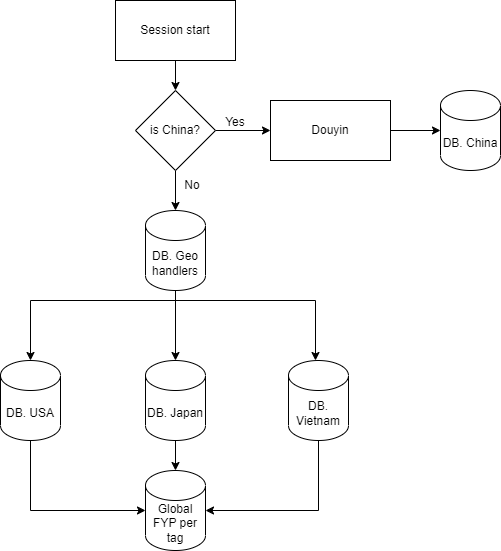 Session start
is China?
Yes
Douyin
DB. China
No
DB. Geo
handlers
DB. USA
DB. Japan
DB.
Vietnam
Global
FYP per
tag